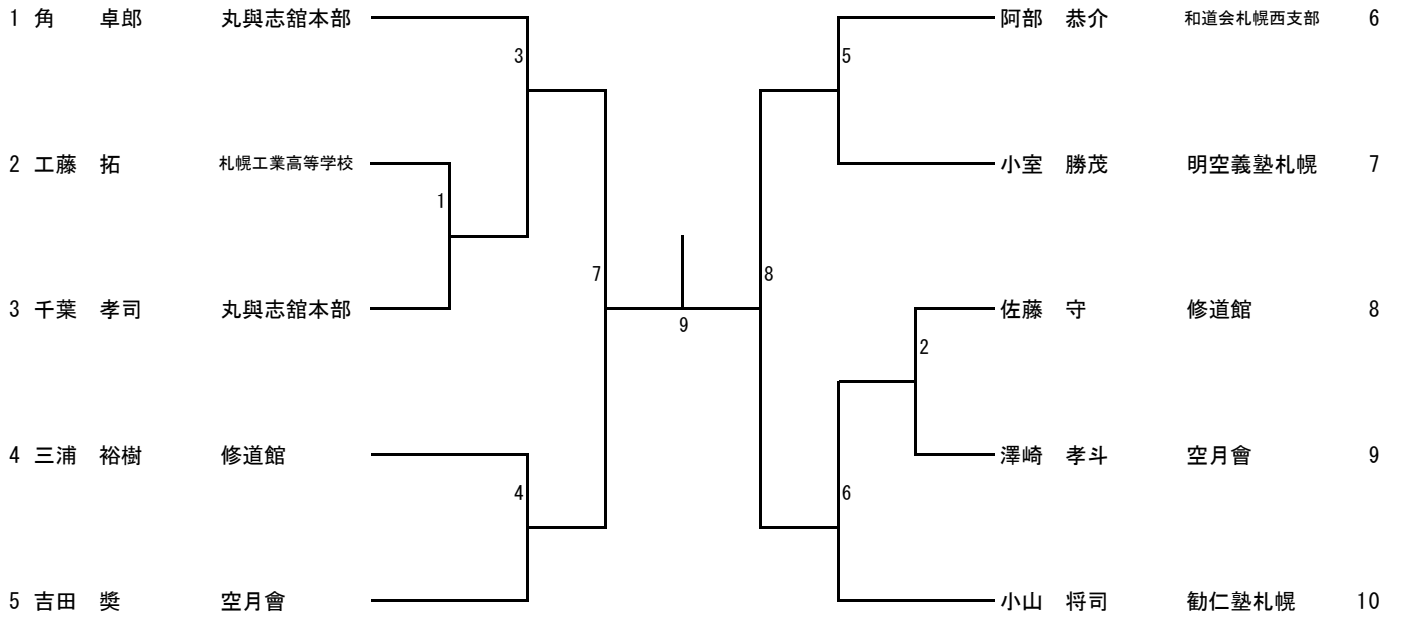 1 角　卓郎　丸與志舘本部
3
2 工藤　拓　札幌工業高等学校
1
3 千葉　孝司　丸與志舘本部
7
4 三浦　裕樹　修道館
4
5 吉田　奬　空月會
9
阿部　恭介　和道会札幌西支部　6
5
小室　勝茂　明空義塾札幌　7
8
佐藤　守　修道館　8
2
澤崎　孝斗　空月會　9
6
小山　将司　勧仁塾札幌　10